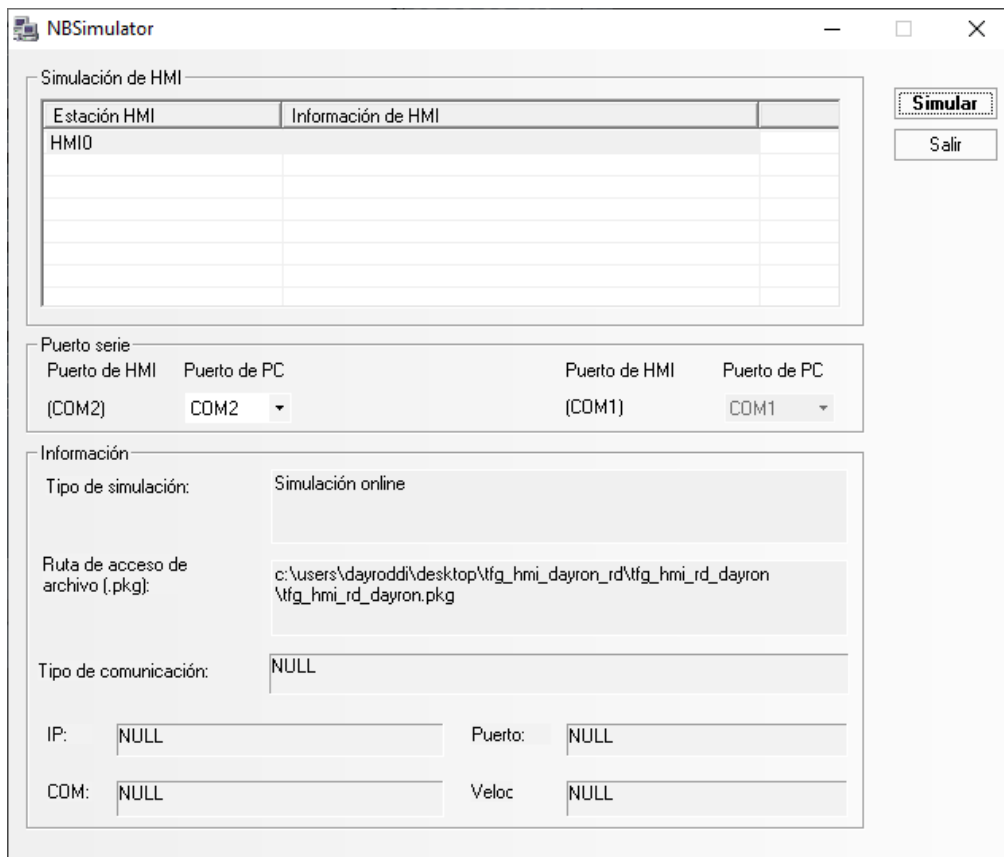 NBSimulator
Simulación de HMI
Estación HMI Información de HMI
HMI0
Simular
Salir
Puerto serie
Puerto de HMI Puerto de PC Puerto de HMI Puerto de PC
(COM2) COM2 (COM1) COM1
Información
Tipo de simulación: Simulación online
Ruta de acceso de
archivo (.pkg):
c:\users\dayroddi\desktop\tfg_hmi_dayron_rd\tfg_hmi_rd_dayron
\tfg_hmi_rd_dayron.pkg
Tipo de comunicación: NULL
IP: NULL Puerto: NULL
COM: NULL Veloc NULL